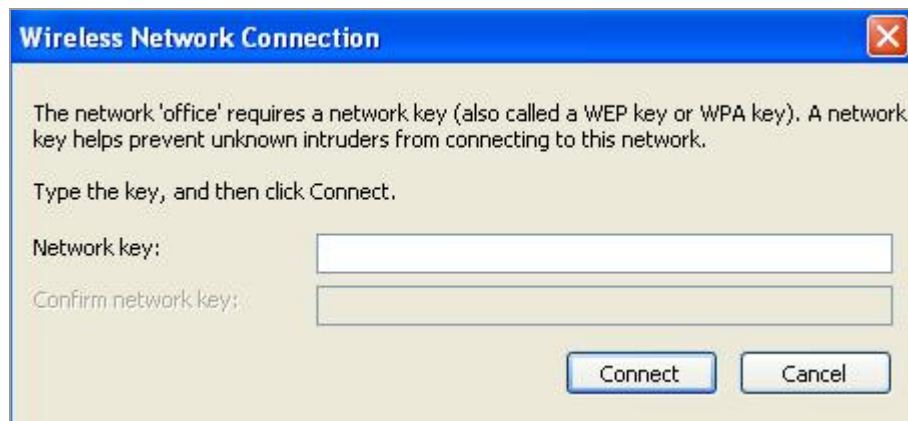 Wireless Network Connection
The network 'office' requires a network key (also called a WEP key or WPA key). A network
key helps prevent unknown intruders from connecting to this network.
Type the key, and then click Connect.
Network key:
Confirm network key:
Connect Cancel